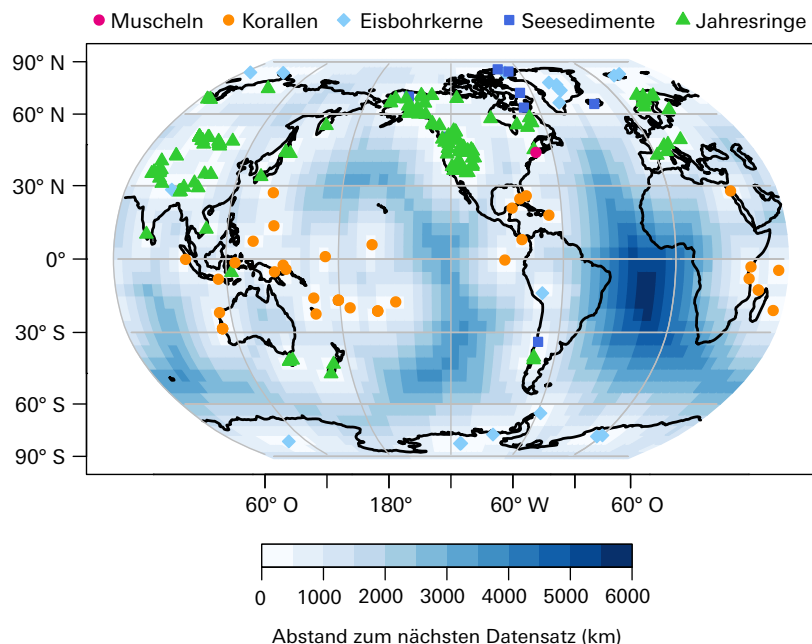 Muscheln Korallen Eisbohrkerne Seesedimente Jahresringe
90° N
60° N
30° N
0°
30° S
60° S
90° S
60° O 180° 60° W 60° O
0 1000 2000 3000 4000 5000 6000
Abstand zum nächsten Datensatz (km)